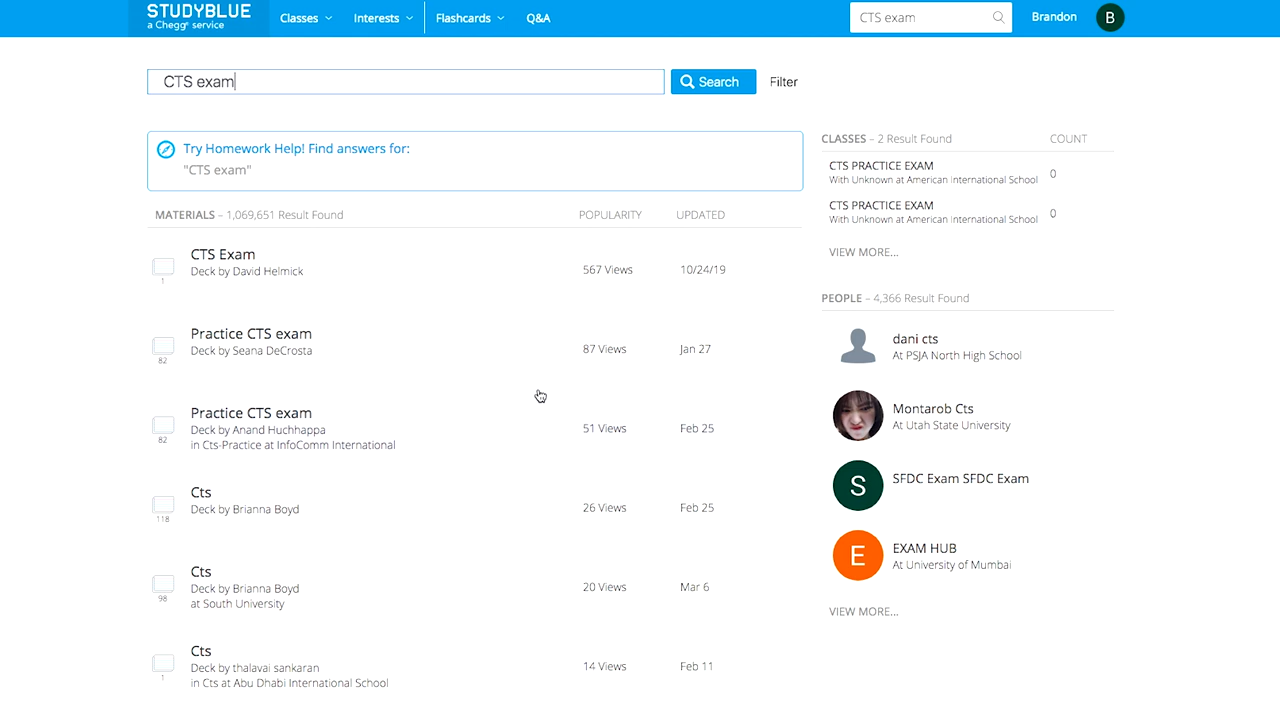 STUDYBLUE
a Chegg® service
Classes
Interests
Flashcards
Q&A
CTS exam
Brandon
B
CTS exam
Search
Filter
Try Homework Help! Find answers for:
"CTS exam"
MATERIALS – 1,069,651 Result Found
POPULARITY
UPDATED
1
CTS Exam
Deck by David Helmick
567 Views
10/24/19
82
Practice CTS exam
Deck by Seana DeCrosta
87 Views
Jan 27
82
Practice CTS exam
Deck by Anand Huchhappa
in Cts-Practice at InfoComm International
51 Views
Feb 25
118
Cts
Deck by Brianna Boyd
26 Views
Feb 25
98
Cts
Deck by Brianna Boyd
at South University
20 Views
Mar 6
1
Cts
Deck by thalavai sankaran
in Cts at Abu Dhabi International School
14 Views
Feb 11
CLASSES – 2 Result Found
COUNT
CTS PRACTICE EXAM
With Unknown at American International School
0
CTS PRACTICE EXAM
With Unknown at American International School
0
VIEW MORE...
PEOPLE – 4,366 Result Found
dani cts
At PSJA North High School
Montarob Cts
At Utah State University
S
SFDC Exam SFDC Exam
E
EXAM HUB
At University of Mumbai
VIEW MORE...